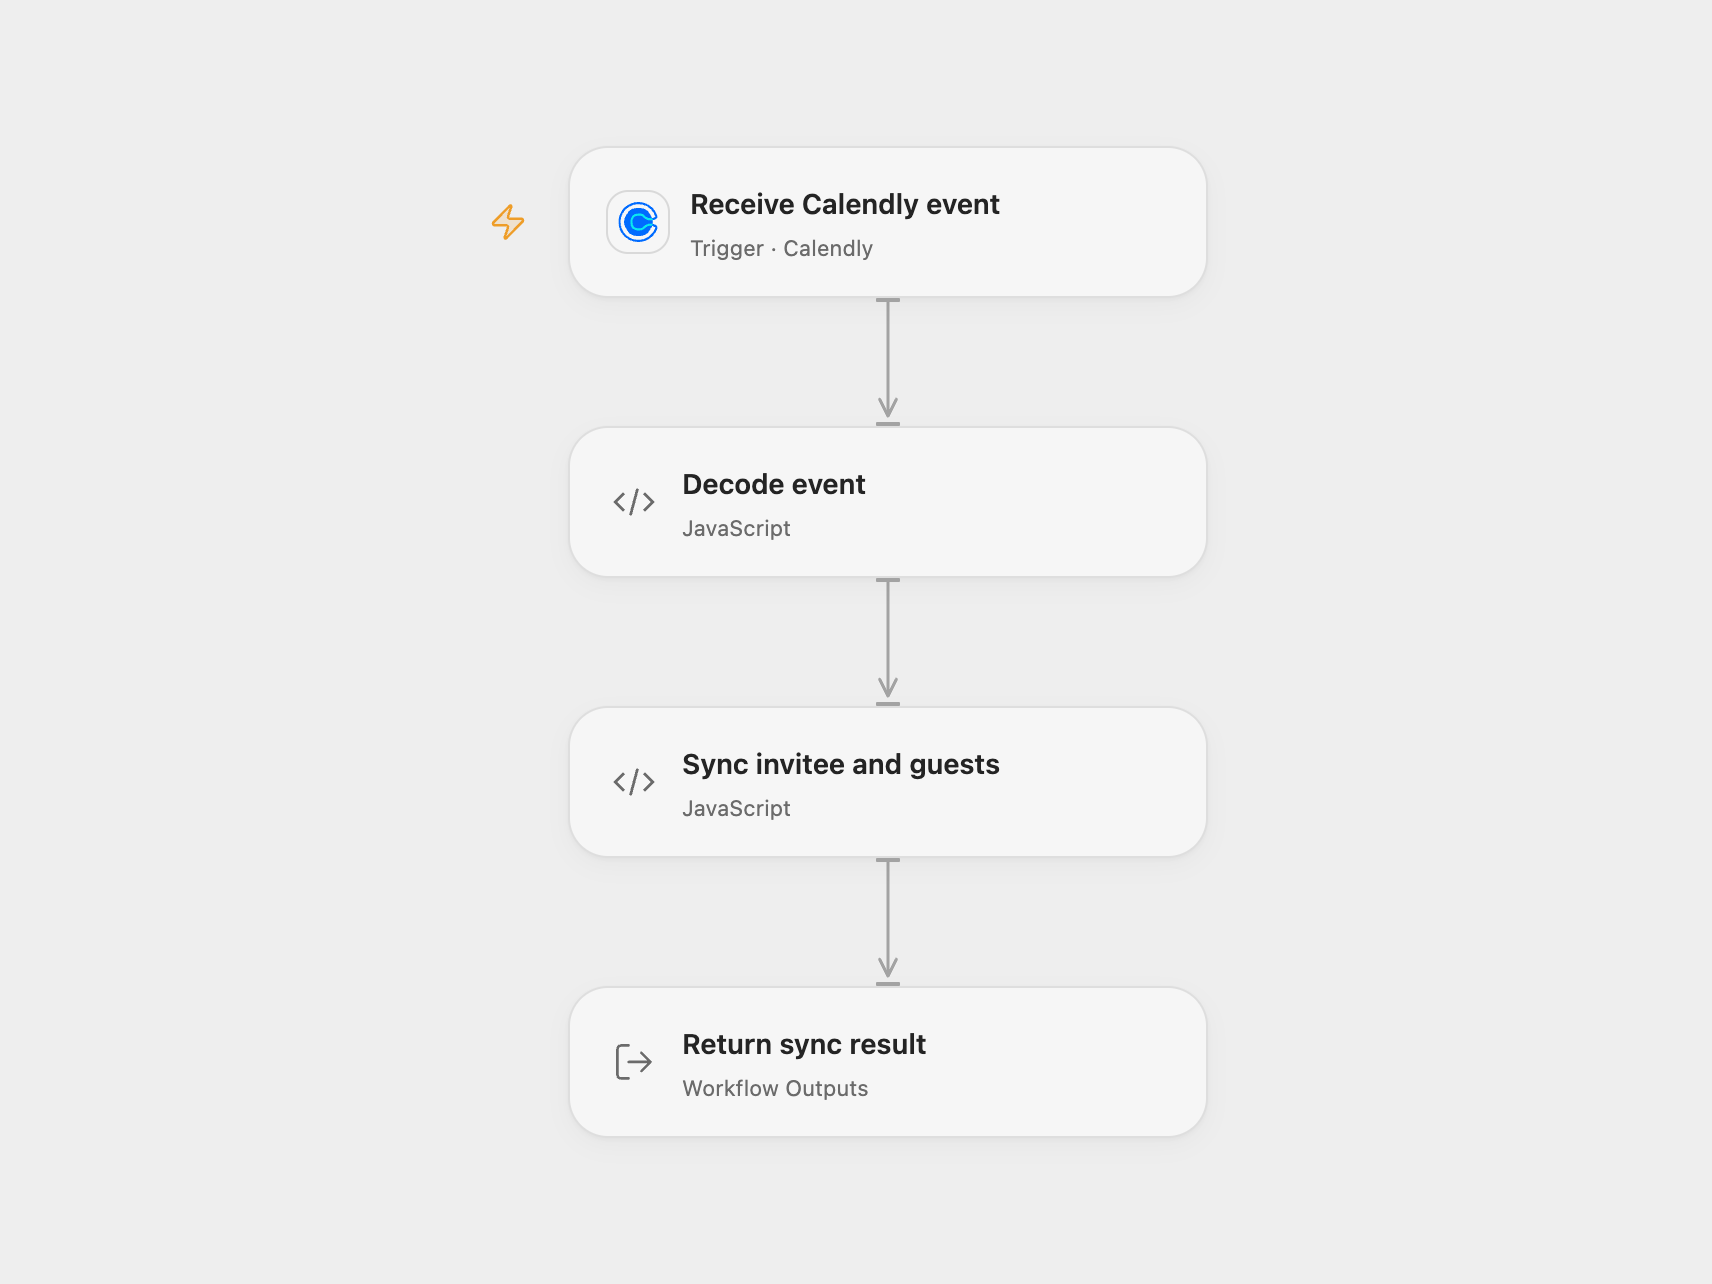 Receive Calendly event
Trigger · Calendly
Decode event
JavaScript
Sync invitee and guests
JavaScript
Return sync result
Workflow Outputs